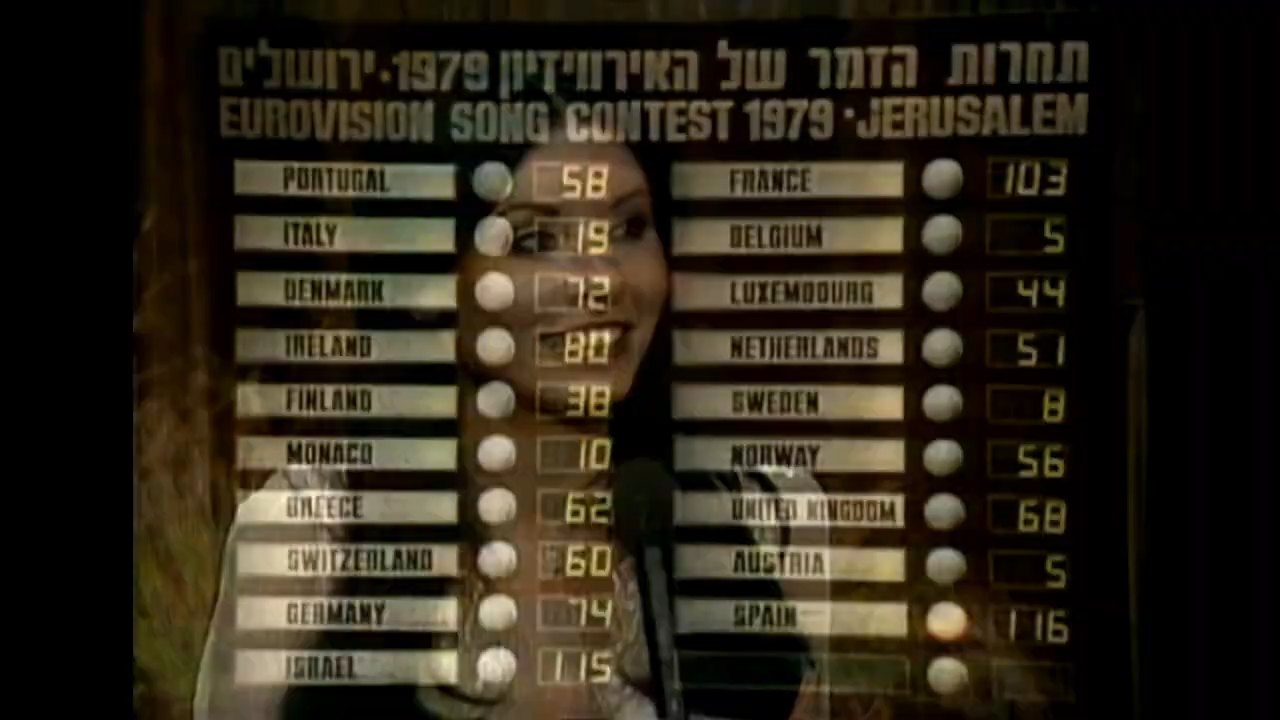 תחרות הזמר של האירוויזיון 1979 · ירושלים
EUROVISION SONG CONTEST 1979 · JERUSALEM
PORTUGAL 58
ITALY 19
DENMARK 72
IRELAND 80
FINLAND 38
MONACO 10
GREECE 62
SWITZERLAND 60
GERMANY 74
ISRAEL 115
FRANCE 103
BELGIUM 5
LUXEMBOURG 44
NETHERLANDS 51
SWEDEN 8
NORWAY 56
UNITED KINGDOM 68
AUSTRIA 5
SPAIN 116